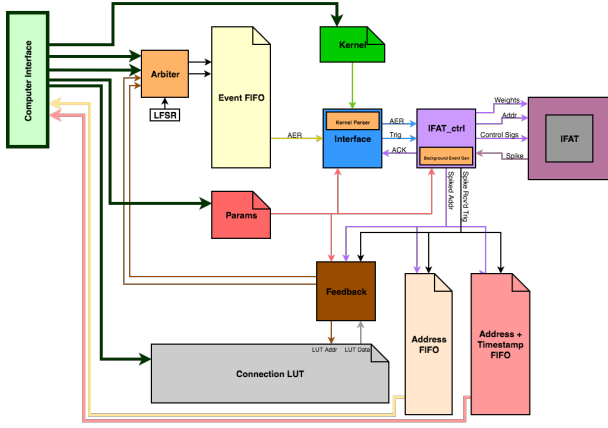 Computer Interface
Arbiter
LFSR
Event FIFO
Kernel
AER
Kernel Parser
Interface
AER
Trig
ACK
IFAT_ctrl
Background Event Gen
Weights
Addr
Control Sigs
Spike
IFAT
Spiked Addr
Spike Rcv'd
Trig
Params
Feedback
LUT Addr
LUT Data
Connection LUT
Address
FIFO
Address +
Timestamp
FIFO